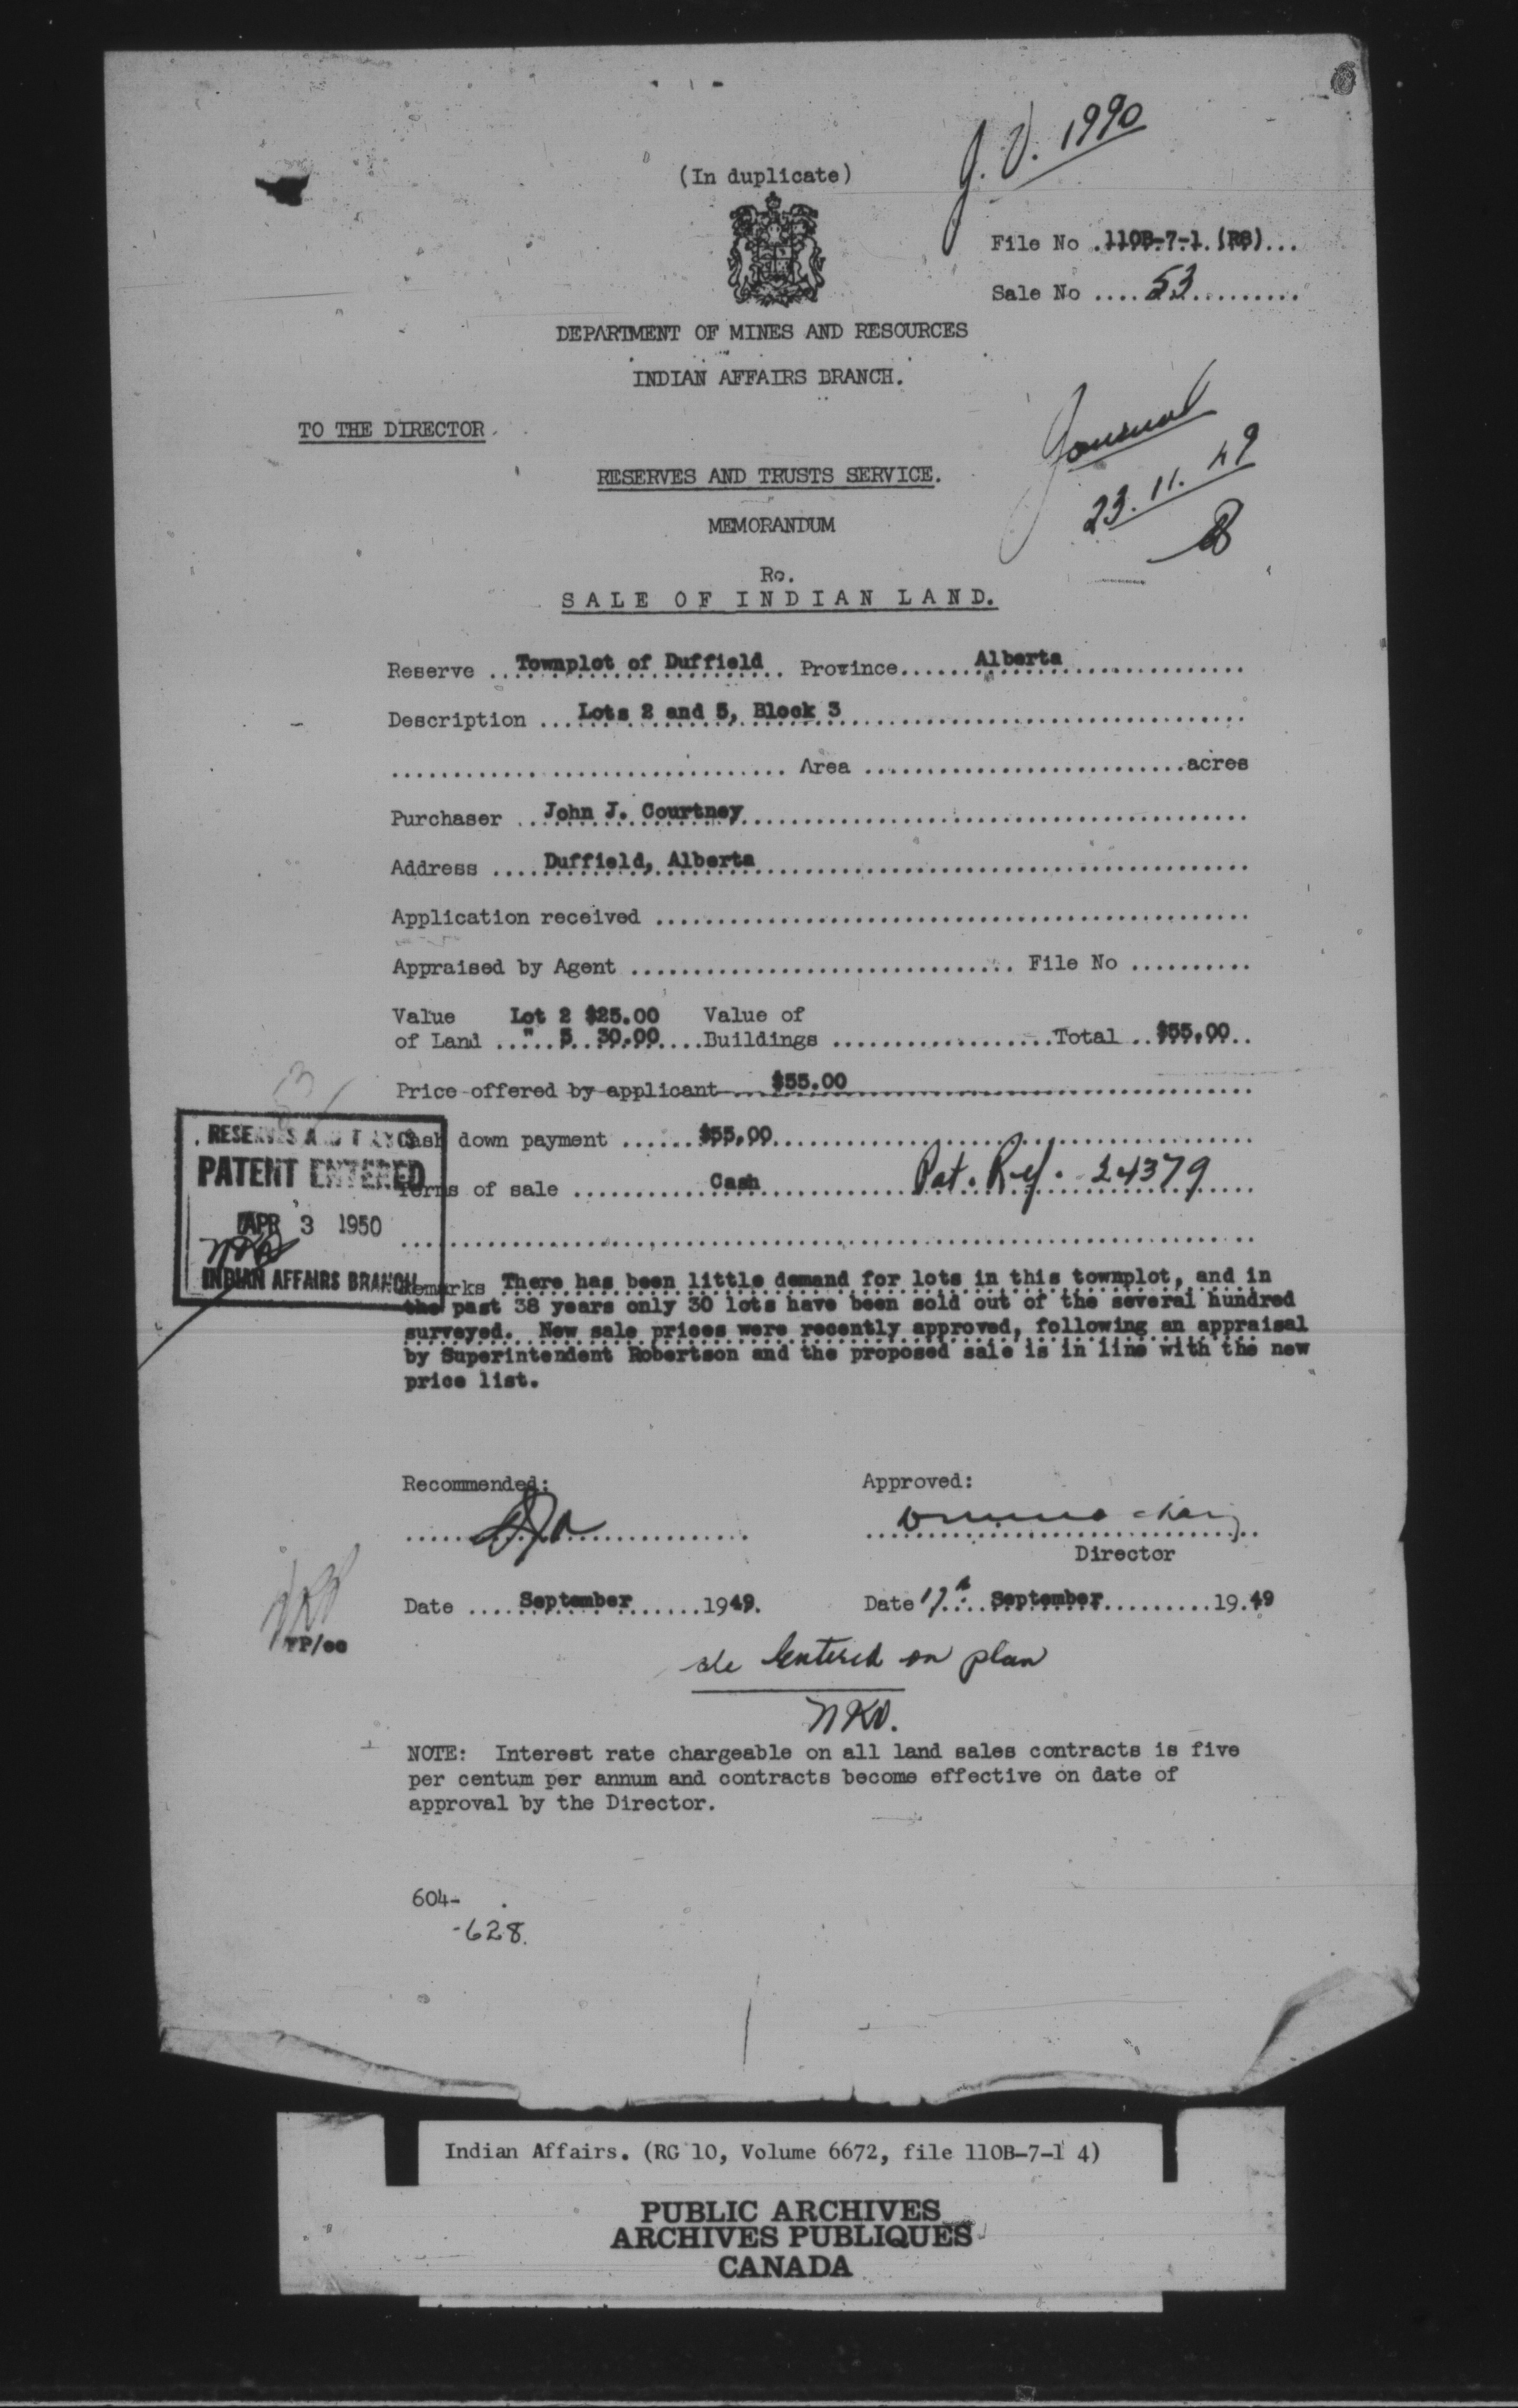 J.V. 1990
(In duplicate)
File No .110B-7-1. (RS)...
Sale No ....53..........
DEPARTMENT OF MINES AND RESOURCES
INDIAN AFFAIRS BRANCH.
TO THE DIRECTOR.
Journal
RESERVES AND TRUSTS SERVICE.
23.11.49
MEMORANDUM
Re.
SALE OF INDIAN LAND.
Reserve ...Townplot of Duffield... Province......Alberta...............
Description ...Lots 2 and 5, Block 3...............
............... Area ...............acres
Purchaser ...John J. Courtney...............
Address ....Duffield, Alberta...............
Application received ...............
Appraised by Agent ............... File No ..........
Value Lot 2 $25.00 Value of
of Land ....." 5..30.00....Buildings ...............Total ..$55.00..
Price offered by applicant $55.00...............
Cash down payment ......$55.00...............
Terms of sale ...........Cash............Pat. Ref. 24379
RESERVES AND TRUSTS
PATENT ENTERED
APR 3 1950
NKO
INDIAN AFFAIRS BRANCH
Remarks There has been little demand for lots in this townplot, and in
the past 38 years only 30 lots have been sold out of the several hundred
surveyed. New sale prices were recently approved, following an appraisal
by Superintendent Robertson and the proposed sale is in line with the new
price list.
Recommended: Approved:
Director
Date ....September.......1949. Date 17th September..........19.49
Entered on plan
NKO.
NOTE: Interest rate chargeable on all land sales contracts is five
per centum per annum and contracts become effective on date of
approval by the Director.
604-
-628.
Indian Affairs. (RG 10, Volume 6672, file 110B-7-1 4)
PUBLIC ARCHIVES
ARCHIVES PUBLIQUES
CANADA